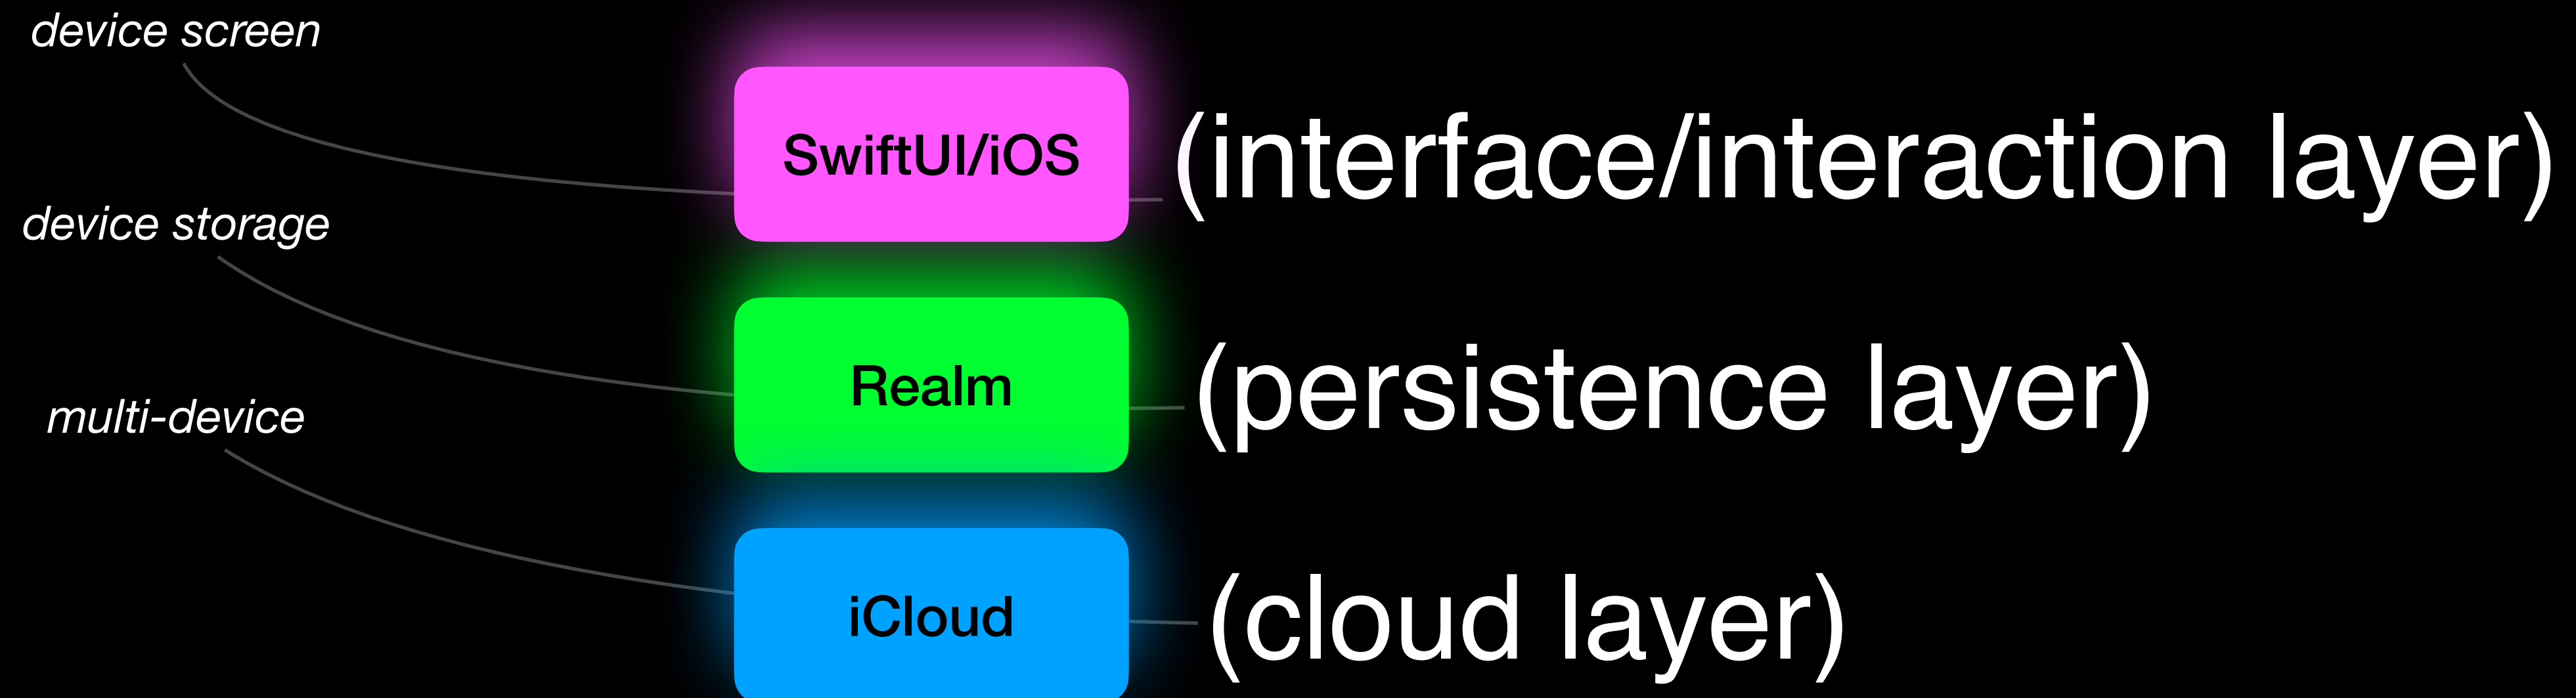 device screen
SwiftUI/iOS
(interface/interaction layer)
device storage
Realm
(persistence layer)
multi-device
iCloud
(cloud layer)